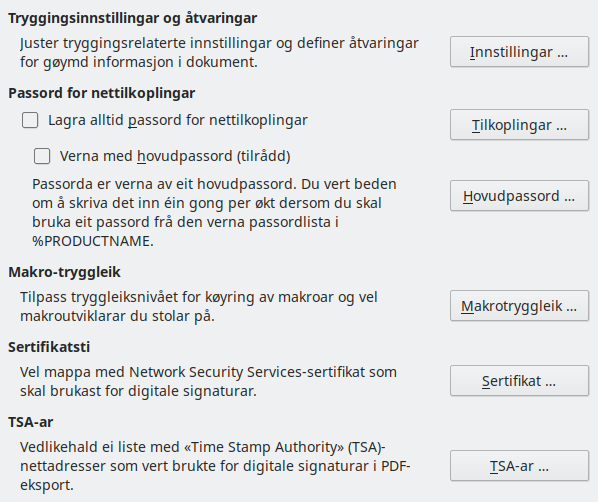 Tryggingsinnstillingar og åtvaringar
Juster tryggingsrelaterte innstillingar og definer åtvaringar
for gøymd informasjon i dokument.
Innstillingar ...
Passord for nettilkoplingar
Lagra alltid passord for nettilkoplingar
Tilkoplingar ...
Verna med hovudpassord (tilrådd)
Passorda er verna av eit hovudpassord. Du vert beden
om å skriva det inn éin gong per økt dersom du skal
bruka eit passord frå den verna passordlista i
%PRODUCTNAME.
Hovudpassord ...
Makro-tryggleik
Tilpass tryggleiksnivået for køyring av makroar og vel
makroutviklarar du stolar på.
Makrotryggleik ...
Sertifikatsti
Vel mappa med Network Security Services-sertifikat som
skal brukast for digitale signaturar.
Sertifikat ...
TSA-ar
Vedlikehald ei liste med «Time Stamp Authority» (TSA)-
nettadresser som vert brukte for digitale signaturar i PDF-
eksport.
TSA-ar ...